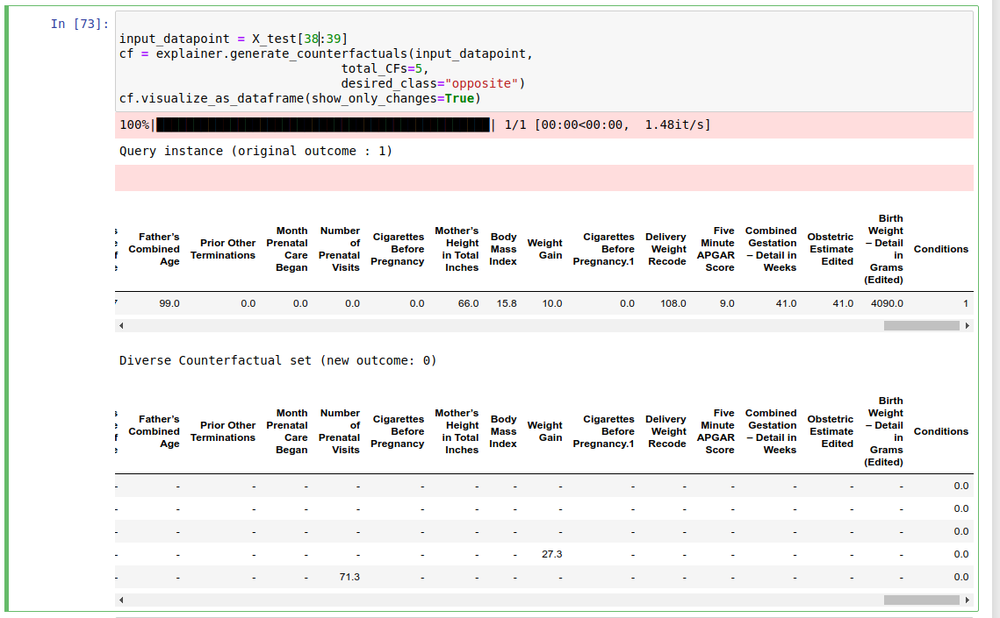 In [73]:
input_datapoint = X_test[38:39]
cf = explainer.generate_counterfactuals(input_datapoint,
total_CFs=5,
desired_class="opposite")
cf.visualize_as_dataframe(show_only_changes=True)
100%| | 1/1 [00:00<00:00, 1.48it/s]
Query instance (original outcome : 1)
Father's Combined Age Prior Other Terminations Month Prenatal Care Began Number of Prenatal Visits Cigarettes Before Pregnancy Mother's Height in Total Inches Body Mass Index Weight Gain Cigarettes Before Pregnancy.1 Delivery Weight Recode Five Minute APGAR Score Combined Gestation – Detail in Weeks Obstetric Estimate Edited Birth Weight – Detail in Grams (Edited) Conditions
99.0 0.0 0.0 0.0 0.0 66.0 15.8 10.0 0.0 108.0 9.0 41.0 41.0 4090.0 1
Diverse Counterfactual set (new outcome: 0)
Father's Combined Age Prior Other Terminations Month Prenatal Care Began Number of Prenatal Visits Cigarettes Before Pregnancy Mother's Height in Total Inches Body Mass Index Weight Gain Cigarettes Before Pregnancy.1 Delivery Weight Recode Five Minute APGAR Score Combined Gestation – Detail in Weeks Obstetric Estimate Edited Birth Weight – Detail in Grams (Edited) Conditions
- - - - - - - - - - - - - - - 0.0
- - - - - - - - - - - - - - - 0.0
- - - - - - - - - - - - - - - 0.0
- - - - - - - - 27.3 - - - - - - 0.0
- - - - 71.3 - - - - - - - - - - 0.0